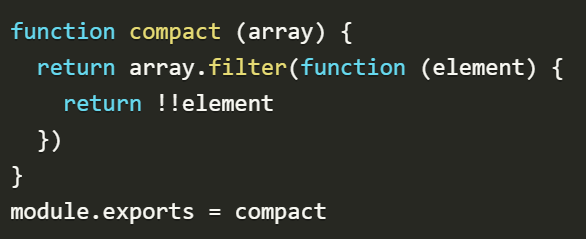 function compact (array) {
  return array.filter(function (element) {
    return !!element
  })
}
module.exports = compact